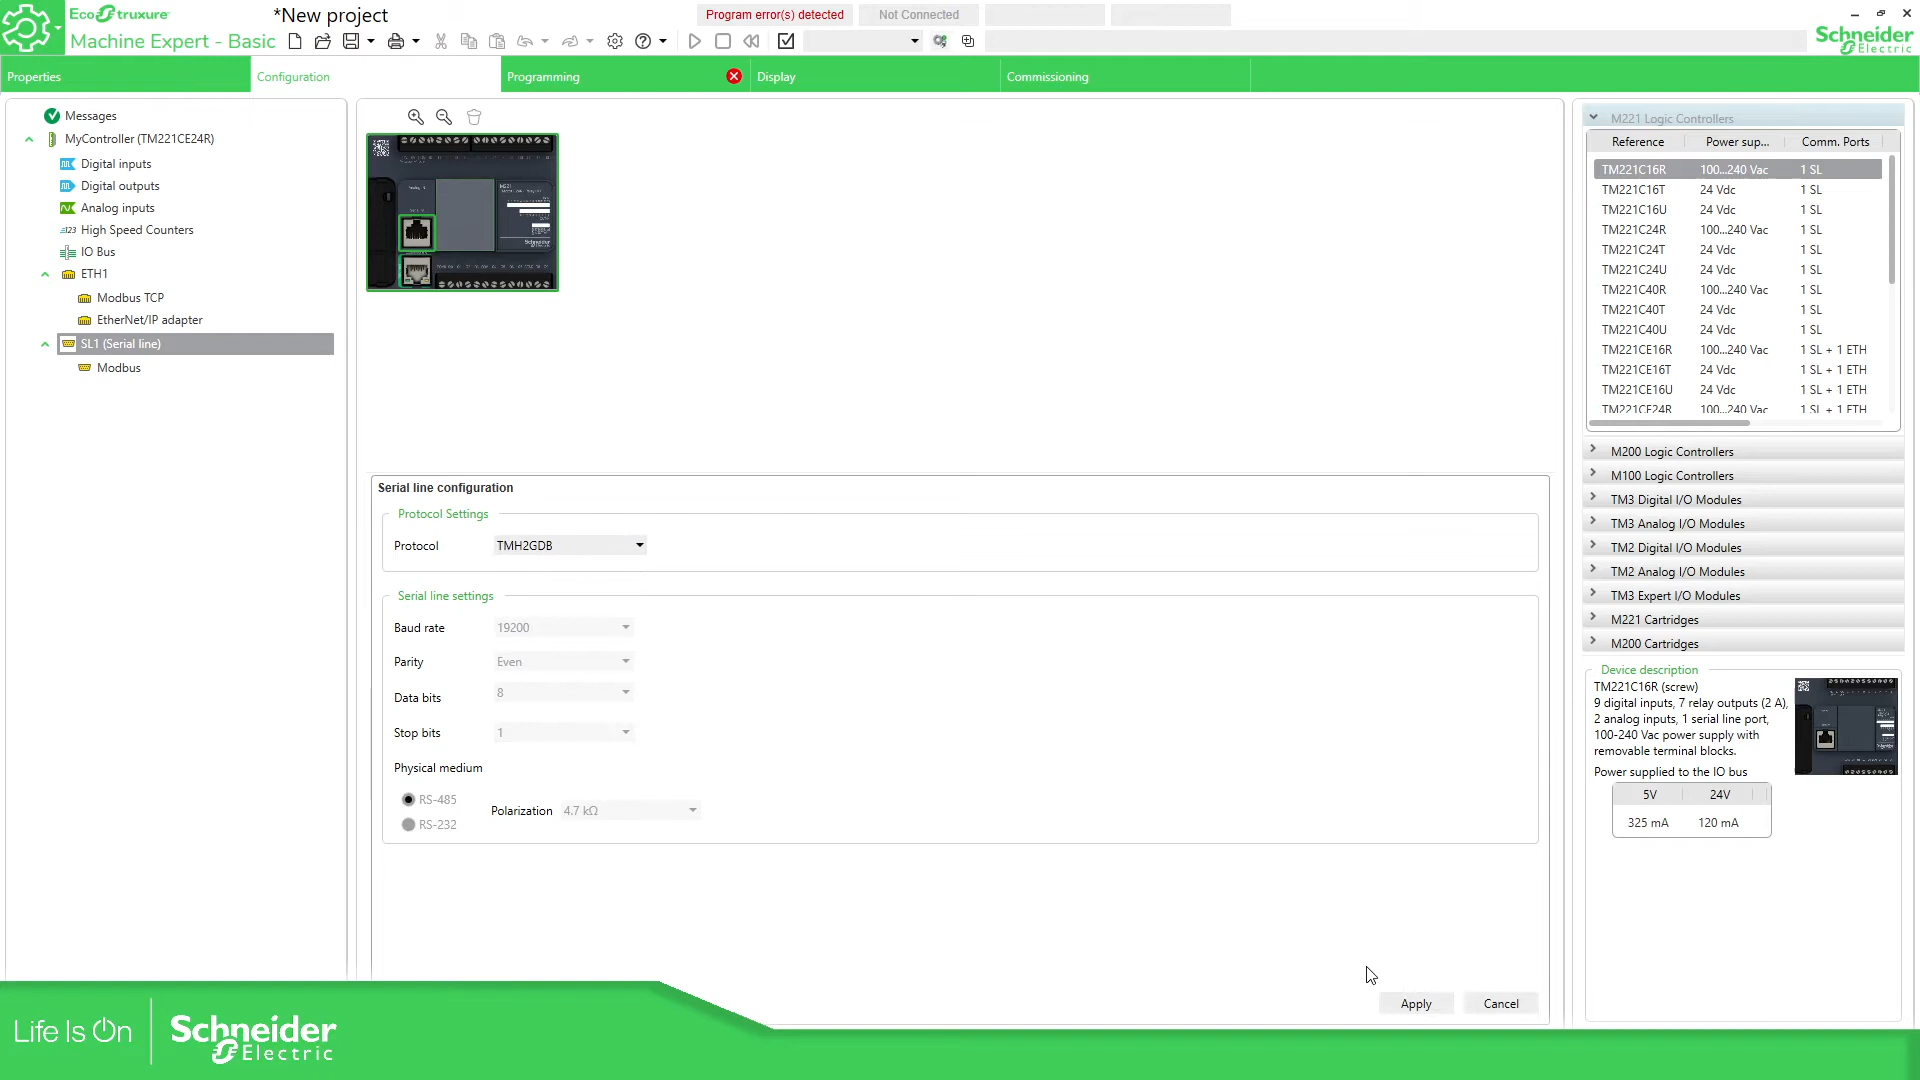 EcoStruxure
Machine Expert - Basic
*New project
Program error(s) detected
Not Connected
Schneider
Electric
Properties
Configuration
Programming
Display
Commissioning
Messages
MyController (TM221CE24R)
Digital inputs
Digital outputs
Analog inputs
High Speed Counters
IO Bus
ETH1
Modbus TCP
EtherNet/IP adapter
SL1 (Serial line)
Modbus
Serial line configuration
Protocol Settings
Protocol TMH2GDB
Serial line settings
Baud rate 19200
Parity Even
Data bits 8
Stop bits 1
Physical medium
RS-485
RS-232
Polarization 4.7 kΩ
Apply Cancel
M221 Logic Controllers
Reference Power sup... Comm. Ports
TM221C16R 100...240 Vac 1 SL
TM221C16T 24 Vdc 1 SL
TM221C16U 24 Vdc 1 SL
TM221C24R 100...240 Vac 1 SL
TM221C24T 24 Vdc 1 SL
TM221C24U 24 Vdc 1 SL
TM221C40R 100...240 Vac 1 SL
TM221C40T 24 Vdc 1 SL
TM221C40U 24 Vdc 1 SL
TM221CE16R 100...240 Vac 1 SL + 1 ETH
TM221CE16T 24 Vdc 1 SL + 1 ETH
TM221CE16U 24 Vdc 1 SL + 1 ETH
TM221CE24R 100...240 Vac 1 SL + 1 ETH
M200 Logic Controllers
M100 Logic Controllers
TM3 Digital I/O Modules
TM3 Analog I/O Modules
TM2 Digital I/O Modules
TM2 Analog I/O Modules
TM3 Expert I/O Modules
M221 Cartridges
M200 Cartridges
Device description
TM221C16R (screw)
9 digital inputs, 7 relay outputs (2 A),
2 analog inputs, 1 serial line port,
100-240 Vac power supply with
removable terminal blocks.
Power supplied to the IO bus
5V 24V
325 mA 120 mA
Life Is On
Schneider
Electric